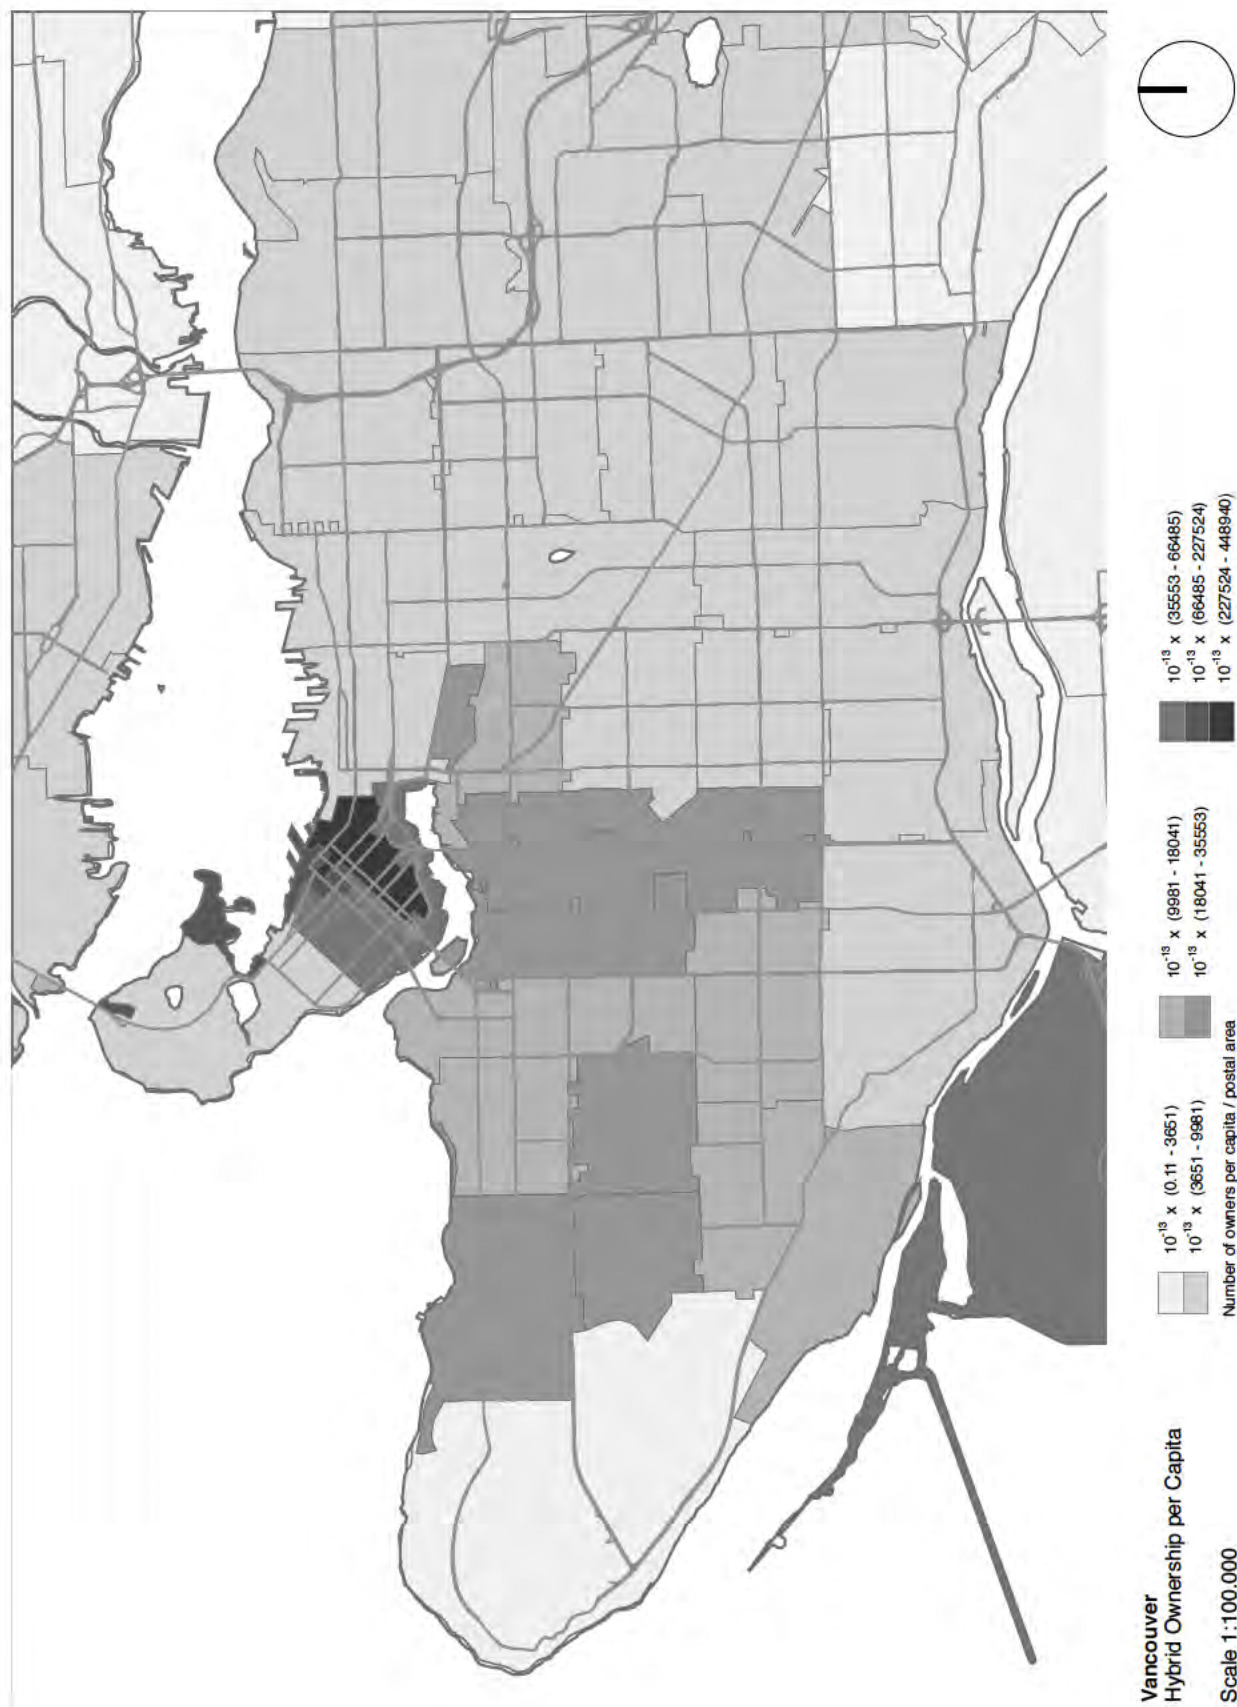 Vancouver
Hybrid Ownership per Capita
Scale 1:100.000
10⁻¹³ x (0.11 - 3651)
10⁻¹³ x (3651 - 9981)
Number of owners per capita / postal area
10⁻¹³ x (9981 - 18041)
10⁻¹³ x (18041 - 35553)
10⁻¹³ x (35553 - 66485)
10⁻¹³ x (66485 - 227524)
10⁻¹³ x (227524 - 448940)